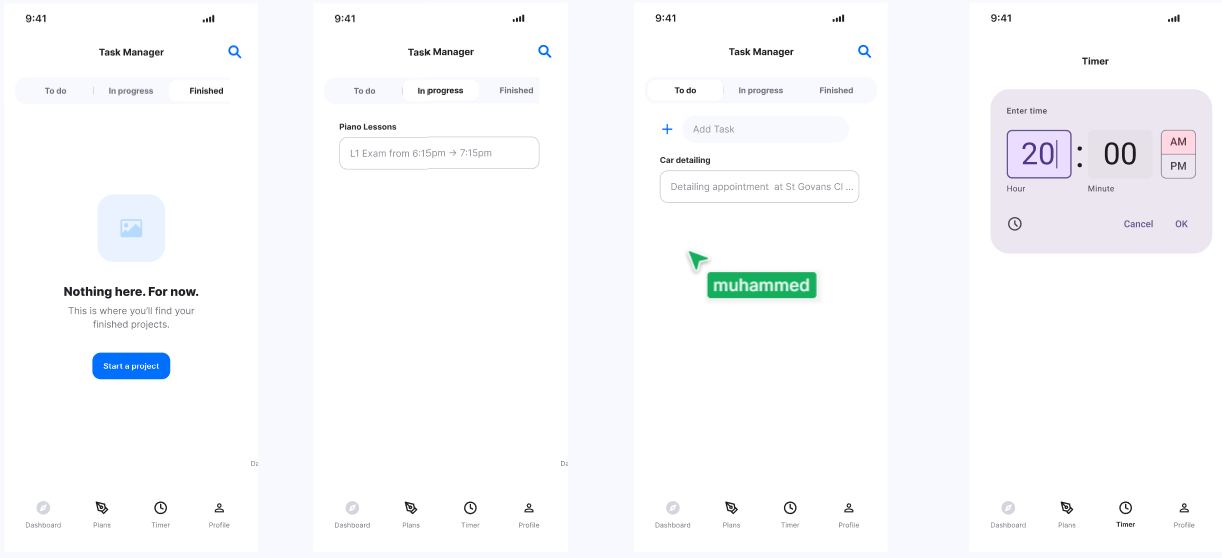 9:41
Task Manager
To do
In progress
Finished
Nothing here. For now.
This is where you'll find your
finished projects.
Start a project
Da
Dashboard
Plans
Timer
Profile
9:41
Task Manager
To do
In progress
Finished
Piano Lessons
L1 Exam from 6:15pm → 7:15pm
Da
Dashboard
Plans
Timer
Profile
9:41
Task Manager
To do
In progress
Finished
+ Add Task
Car detailing
Detailing appointment at St Govans Cl ...
muhammed
Dashboard
Plans
Timer
Profile
9:41
Timer
Enter time
20 : 00
AM
PM
Hour
Minute
Cancel
OK
Dashboard
Plans
Timer
Profile